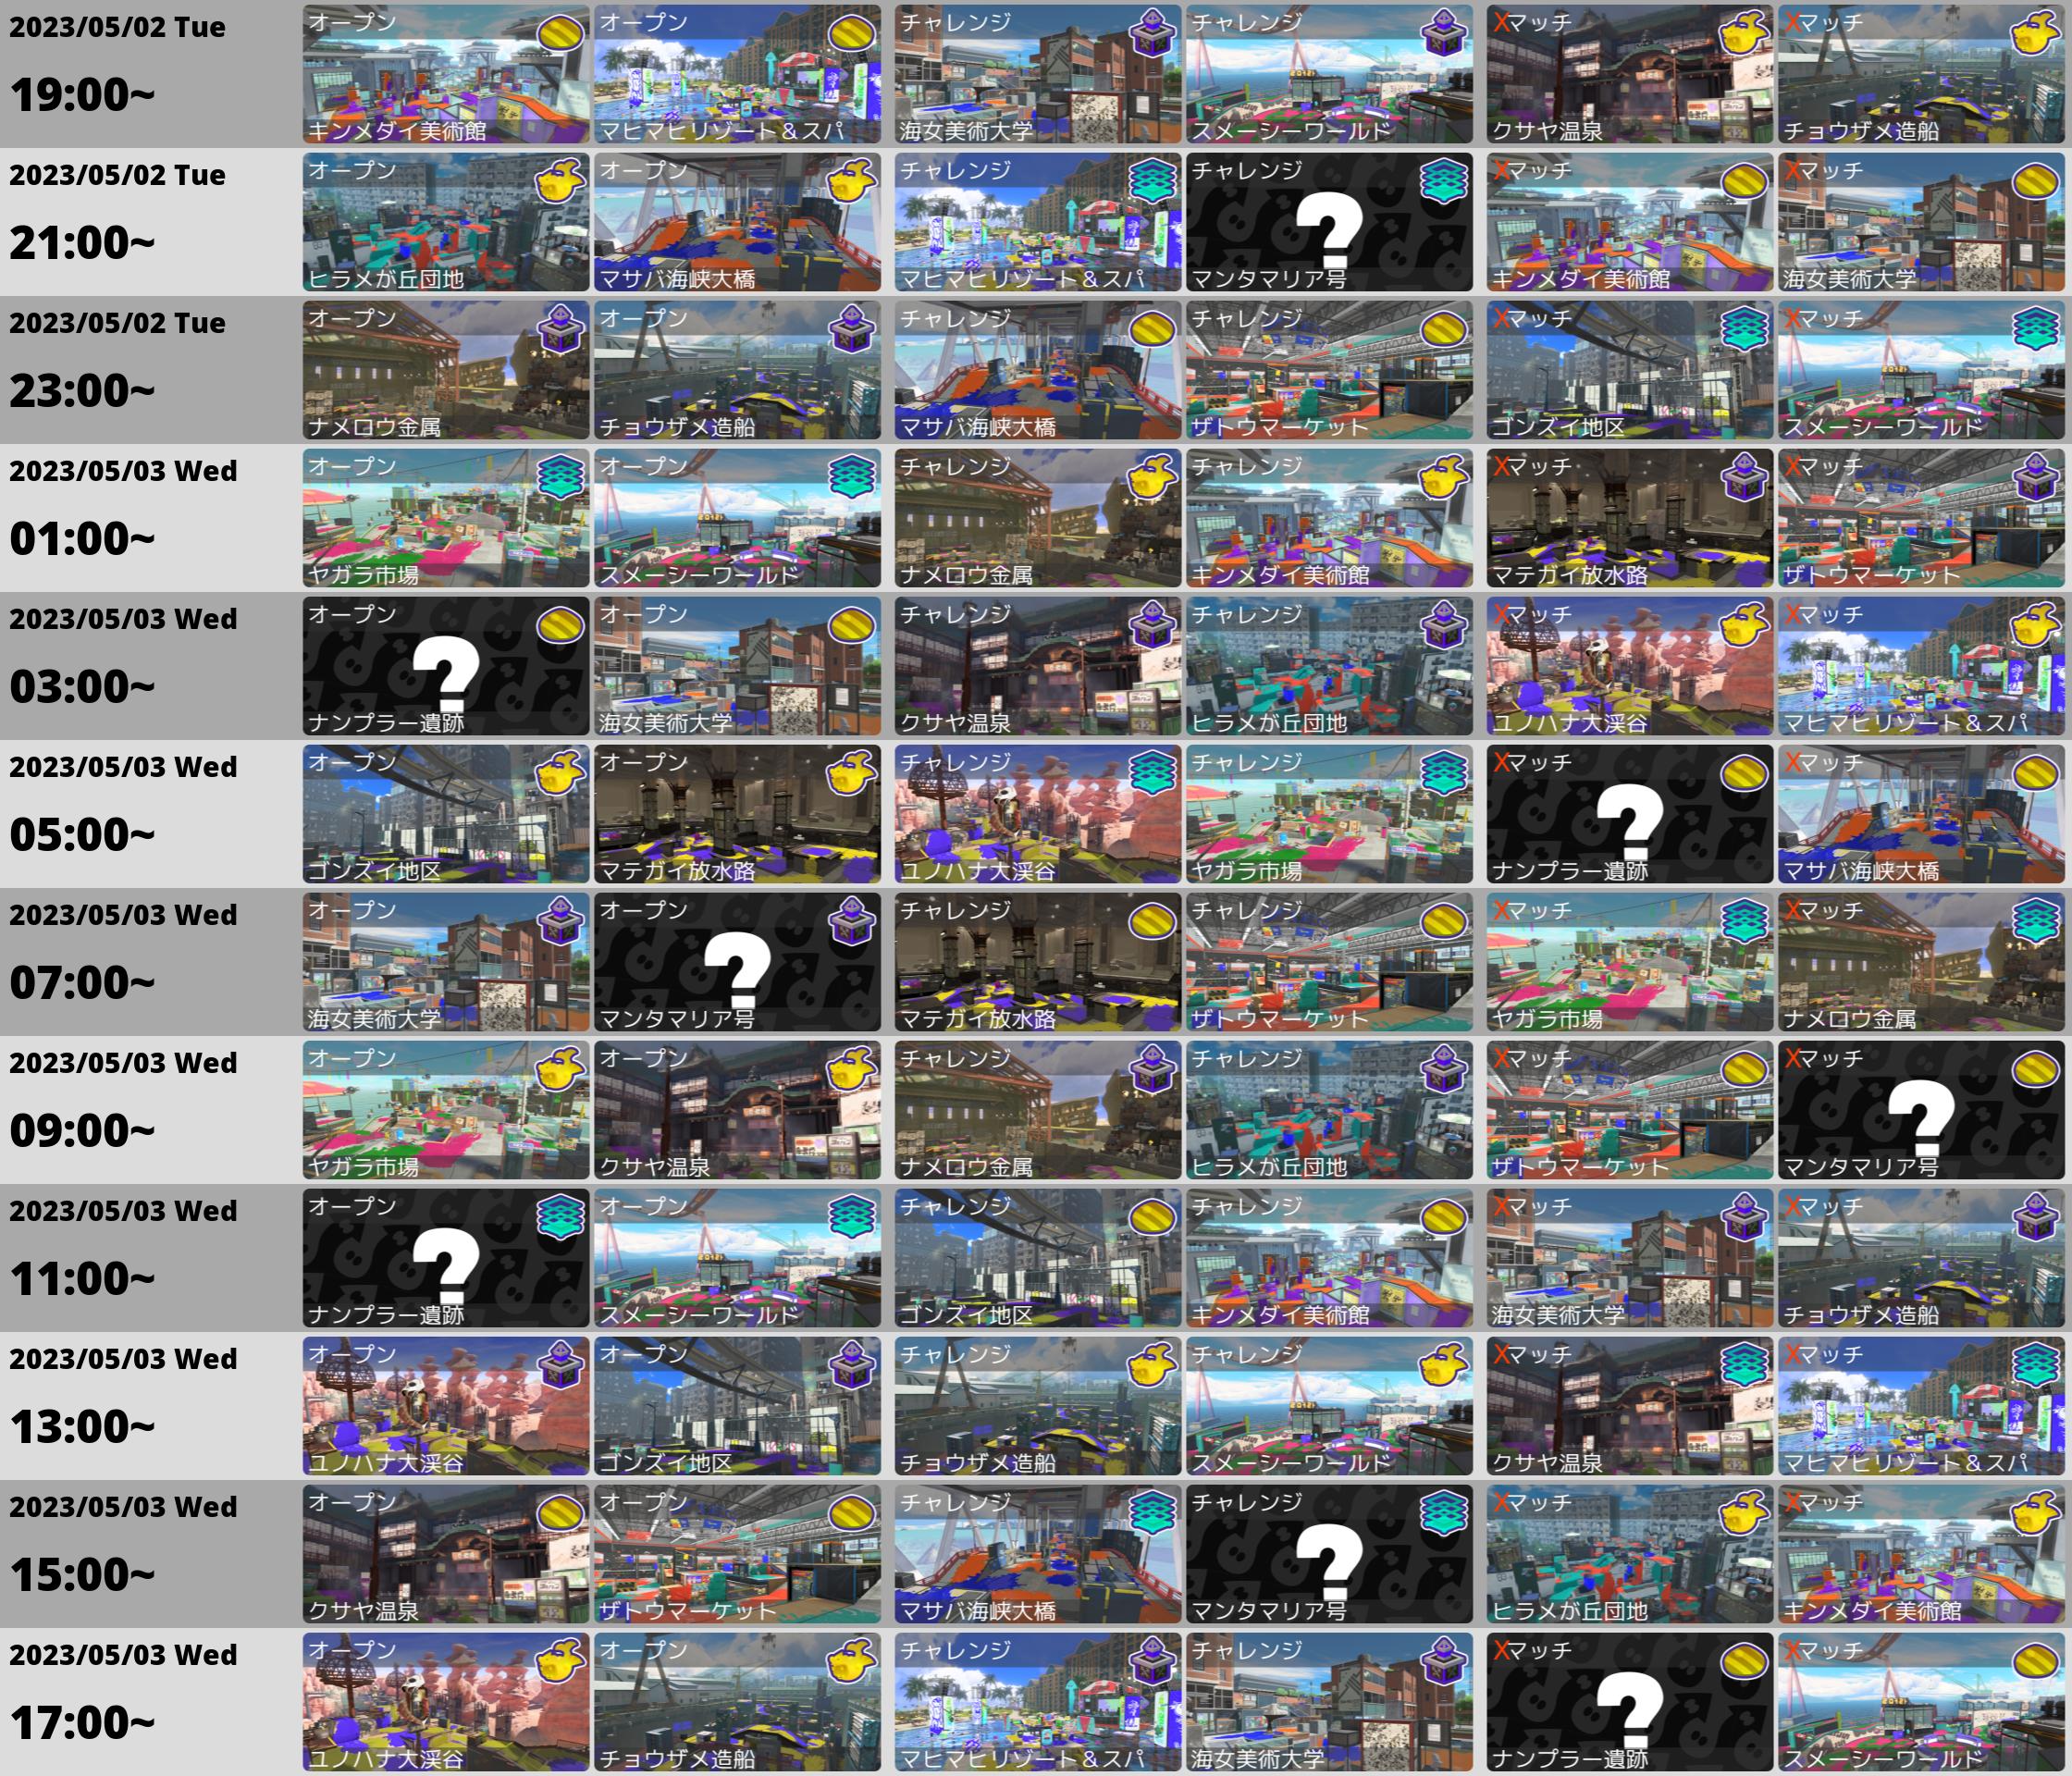 2023/05/02 Tue
19:00~
オープン
キンメダイ美術館
オープン
マヒマヒリゾート&スパ
チャレンジ
海女美術大学
チャレンジ
スメーシーワールド
Xマッチ
クサヤ温泉
Xマッチ
チョウザメ造船
2023/05/02 Tue
21:00~
オープン
ヒラメが丘団地
オープン
マサバ海峡大橋
チャレンジ
マヒマヒリゾート&スパ
チャレンジ
?
マンタマリア号
Xマッチ
キンメダイ美術館
Xマッチ
海女美術大学
2023/05/02 Tue
23:00~
オープン
ナメロウ金属
オープン
チョウザメ造船
チャレンジ
マサバ海峡大橋
チャレンジ
ザトウマーケット
Xマッチ
ゴンズイ地区
Xマッチ
スメーシーワールド
2023/05/03 Wed
01:00~
オープン
ヤガラ市場
オープン
スメーシーワールド
チャレンジ
ナメロウ金属
チャレンジ
キンメダイ美術館
Xマッチ
マテガイ放水路
Xマッチ
ザトウマーケット
2023/05/03 Wed
03:00~
オープン
?
ナンプラー遺跡
オープン
海女美術大学
チャレンジ
クサヤ温泉
チャレンジ
ヒラメが丘団地
Xマッチ
ユノハナ大渓谷
Xマッチ
マヒマヒリゾート&スパ
2023/05/03 Wed
05:00~
オープン
ゴンズイ地区
オープン
マテガイ放水路
チャレンジ
ユノハナ大渓谷
チャレンジ
ヤガラ市場
Xマッチ
?
ナンプラー遺跡
Xマッチ
マサバ海峡大橋
2023/05/03 Wed
07:00~
オープン
海女美術大学
オープン
?
マンタマリア号
チャレンジ
マテガイ放水路
チャレンジ
ザトウマーケット
Xマッチ
ヤガラ市場
Xマッチ
ナメロウ金属
2023/05/03 Wed
09:00~
オープン
ヤガラ市場
オープン
クサヤ温泉
チャレンジ
ナメロウ金属
チャレンジ
ヒラメが丘団地
Xマッチ
ザトウマーケット
Xマッチ
?
マンタマリア号
2023/05/03 Wed
11:00~
オープン
?
ナンプラー遺跡
オープン
スメーシーワールド
チャレンジ
ゴンズイ地区
チャレンジ
キンメダイ美術館
Xマッチ
海女美術大学
Xマッチ
チョウザメ造船
2023/05/03 Wed
13:00~
オープン
ユノハナ大渓谷
オープン
ゴンズイ地区
チャレンジ
チョウザメ造船
チャレンジ
スメーシーワールド
Xマッチ
クサヤ温泉
Xマッチ
マヒマヒリゾート&スパ
2023/05/03 Wed
15:00~
オープン
クサヤ温泉
オープン
ザトウマーケット
チャレンジ
マサバ海峡大橋
チャレンジ
?
マンタマリア号
Xマッチ
ヒラメが丘団地
Xマッチ
キンメダイ美術館
2023/05/03 Wed
17:00~
オープン
ユノハナ大渓谷
オープン
チョウザメ造船
チャレンジ
マヒマヒリゾート&スパ
チャレンジ
海女美術大学
Xマッチ
?
ナンプラー遺跡
Xマッチ
スメーシーワールド